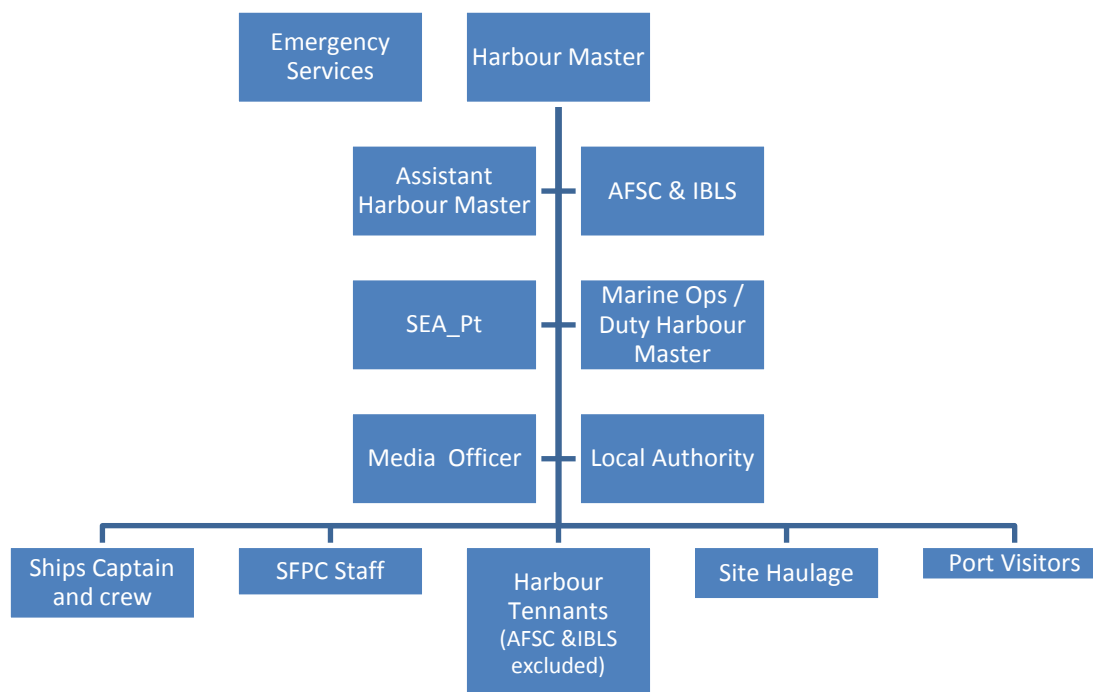 Emergency
Services
Harbour Master
Assistant
Harbour Master
AFSC & IBLS
SEA_Pt
Marine Ops /
Duty Harbour
Master
Media  Officer
Local Authority
Ships Captain
and crew
SFPC Staff
Harbour
Tennants
(AFSC &IBLS
excluded)
Site Haulage
Port Visitors